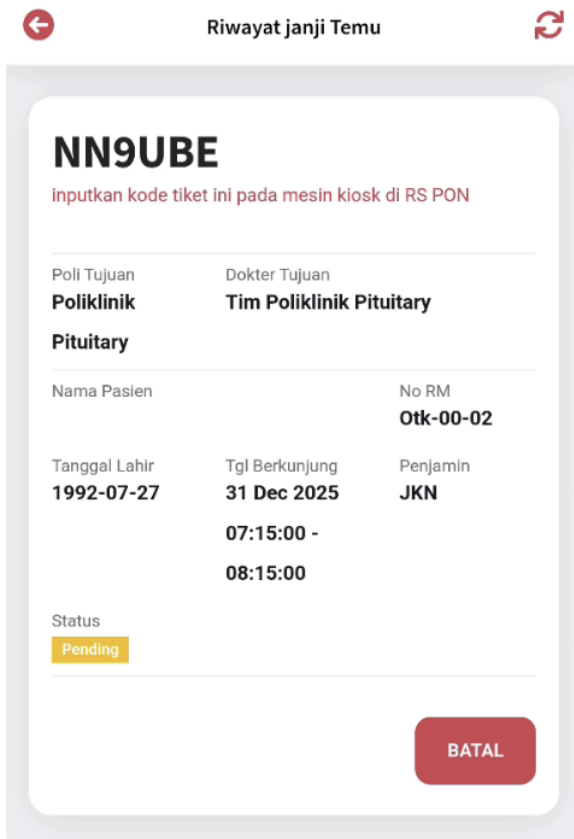 Riwayat janji Temu
NN9UBE
inputkan kode tiket ini pada mesin kiosk di RS PON
Poli Tujuan
Poliklinik
Pituitary
Dokter Tujuan
Tim Poliklinik Pituitary
Nama Pasien
No RM
Otk-00-02
Tanggal Lahir
1992-07-27
Tgl Berkunjung
31 Dec 2025
07:15:00 -
08:15:00
Penjamin
JKN
Status
Pending
BATAL